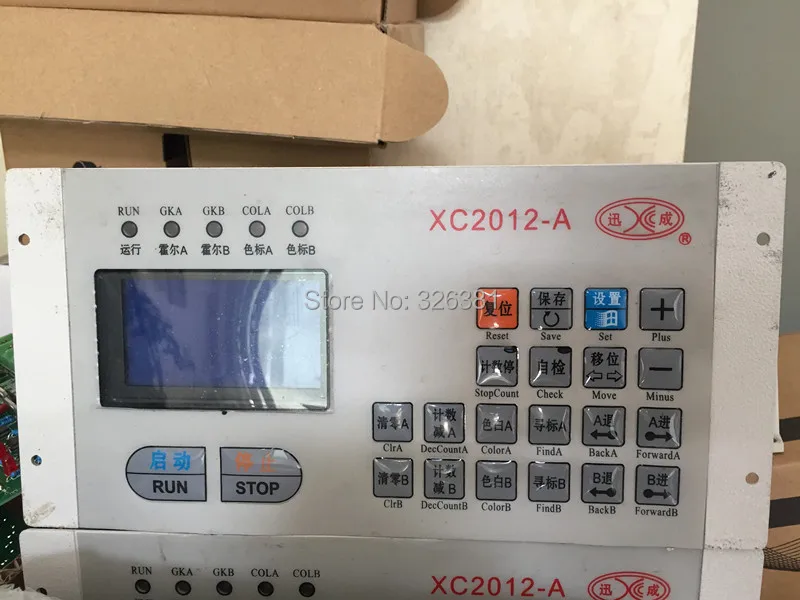 RUN GKA GKB COLA COLB
运行 霍尔A 霍尔B 色标A 色标B
XC2012-A
迅 成 ®
Store No: 326381
复位 保存 设置 +
Reset Save Set Plus
计数停 自检 移位 −
StopCount Check Move Minus
清零A 计数减A 色白A 寻标A A退 A进
ClrA DecCountA ColorA FindA BackA ForwardA
清零B 计数减B 色白B 寻标B B退 B进
ClrB DecCountB ColorB FindB BackB ForwardB
启动 停止
RUN STOP
RUN GKA GKB COLA COLB
XC2012-A
迅 成